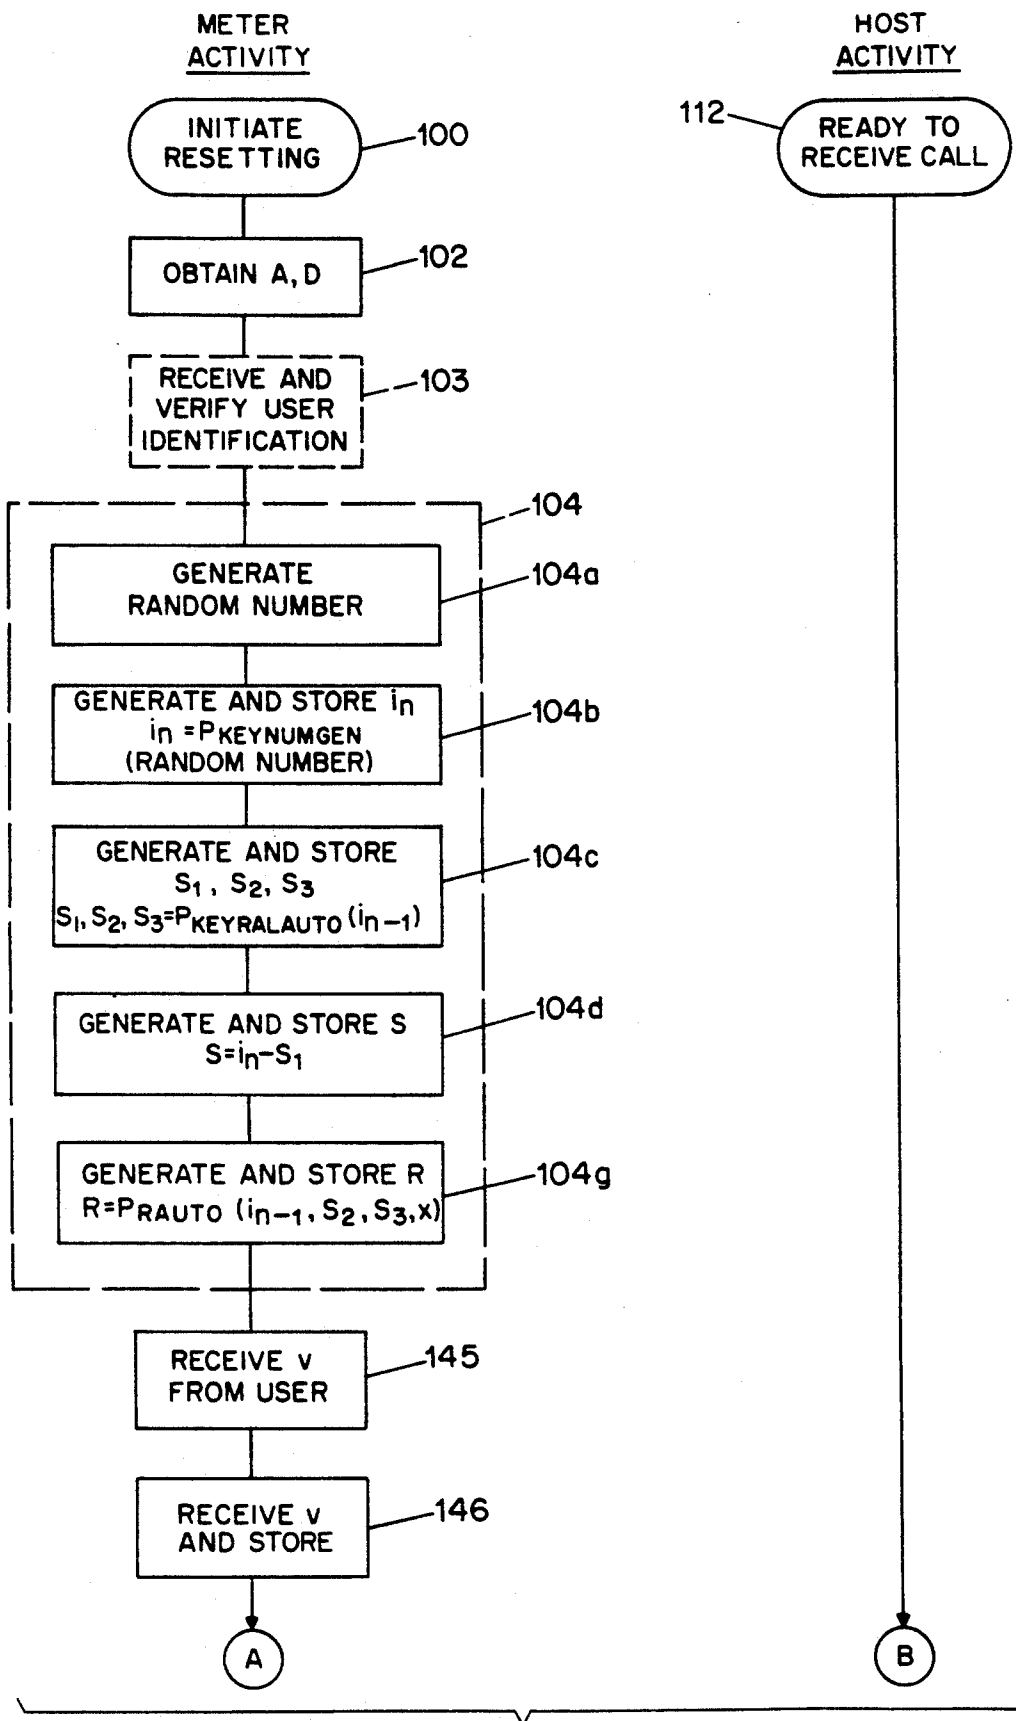 METER
ACTIVITY
HOST
ACTIVITY
INITIATE
RESETTING
100
112
READY TO
RECEIVE CALL
OBTAIN A, D
102
RECEIVE AND
VERIFY USER
IDENTIFICATION
103
104
GENERATE
RANDOM NUMBER
104a
GENERATE AND STORE iₙ
iₙ =PKEYNUMGEN
(RANDOM NUMBER)
104b
GENERATE AND STORE
S₁ , S₂, S₃
S₁, S₂, S₃=PKEYRALAUTO (iₙ₋₁)
104c
GENERATE AND STORE S
S=iₙ-S₁
104d
GENERATE AND STORE R
R=PRAUTO (iₙ₋₁, S₂, S₃, x)
104g
RECEIVE v
FROM USER
145
RECEIVE v
AND STORE
146
A
B